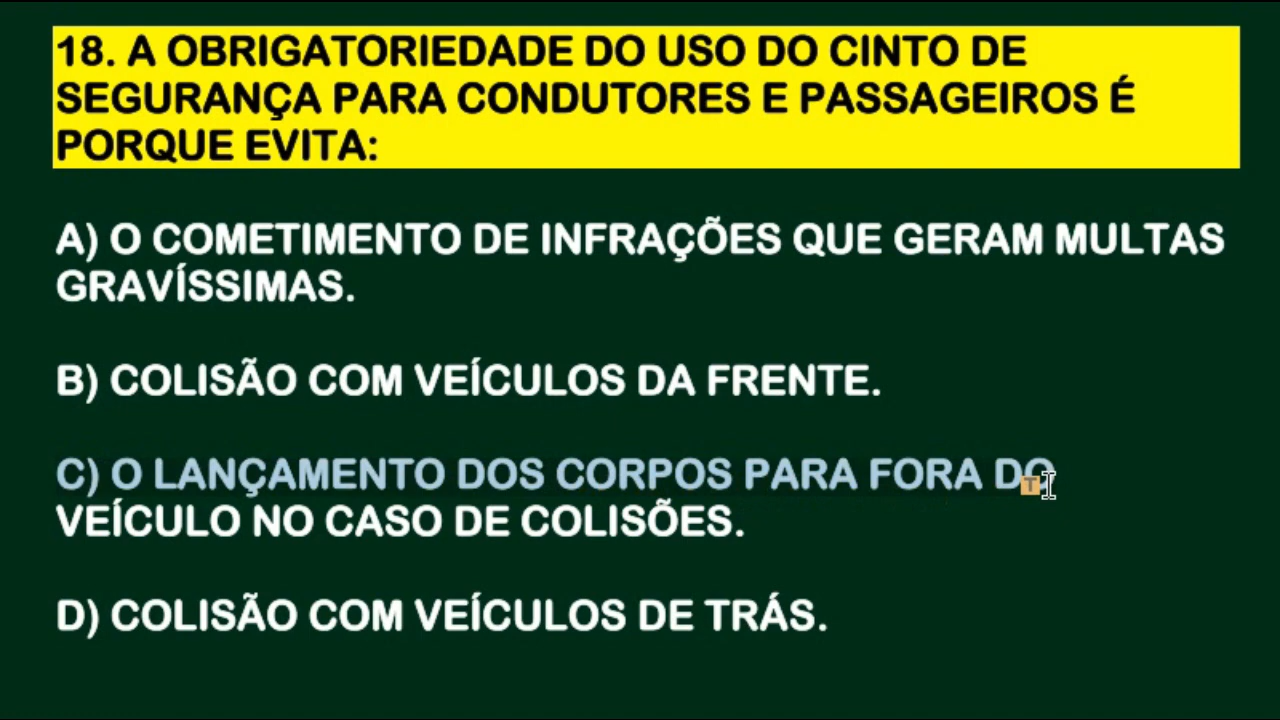 18. A OBRIGATORIEDADE DO USO DO CINTO DE
SEGURANÇA PARA CONDUTORES E PASSAGEIROS É
PORQUE EVITA:
A) O COMETIMENTO DE INFRAÇÕES QUE GERAM MULTAS
GRAVÍSSIMAS.
B) COLISÃO COM VEÍCULOS DA FRENTE.
C) O LANÇAMENTO DOS CORPOS PARA FORA DO
VEÍCULO NO CASO DE COLISÕES.
D) COLISÃO COM VEÍCULOS DE TRÁS.